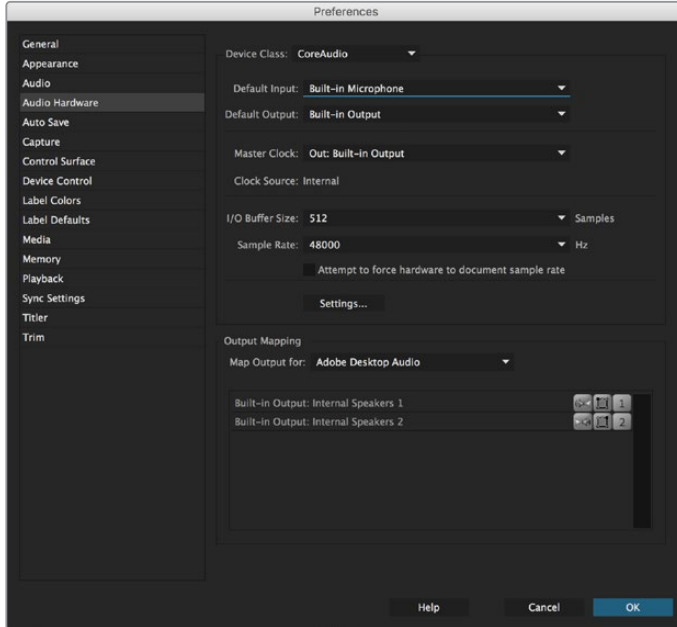 Preferences
General
Appearance
Audio
Audio Hardware
Auto Save
Capture
Control Surface
Device Control
Label Colors
Label Defaults
Media
Memory
Playback
Sync Settings
Titler
Trim
Device Class: CoreAudio
Default Input: Built-in Microphone
Default Output: Built-in Output
Master Clock: Out: Built-in Output
Clock Source: Internal
I/O Buffer Size: 512 Samples
Sample Rate: 48000 Hz
Attempt to force hardware to document sample rate
Settings...
Output Mapping
Map Output for: Adobe Desktop Audio
Built-in Output: Internal Speakers 1 1
Built-in Output: Internal Speakers 2 2
Help Cancel OK